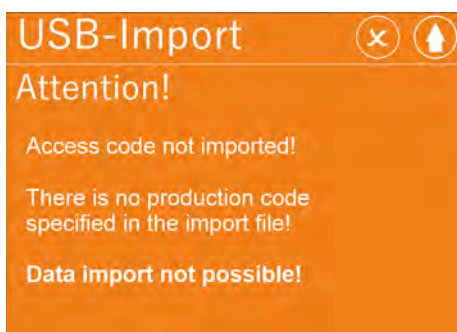 USB-Import
Attention!
Access code not imported!
There is no production code
specified in the import file!
Data import not possible!